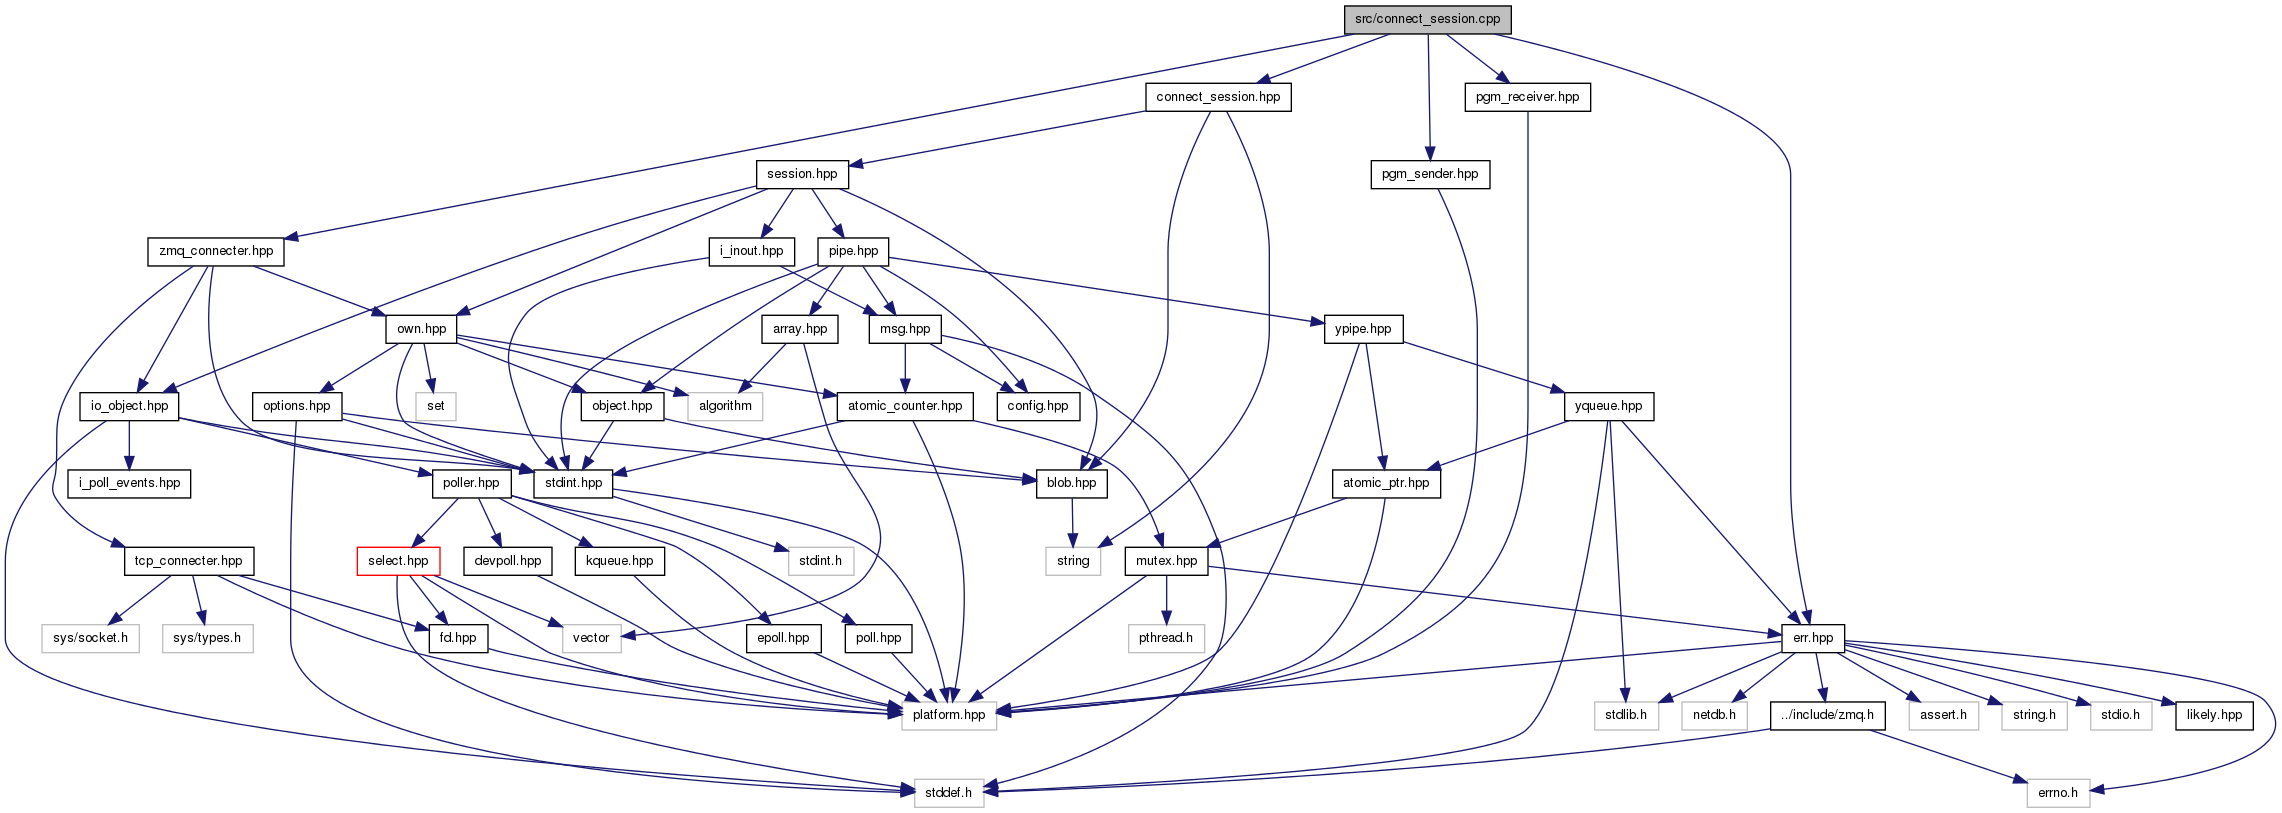 src/connect_session.cpp
connect_session.hpp
pgm_receiver.hpp
session.hpp
pgm_sender.hpp
zmq_connecter.hpp
i_inout.hpp
pipe.hpp
own.hpp
array.hpp
msg.hpp
ypipe.hpp
io_object.hpp
options.hpp
set
object.hpp
algorithm
atomic_counter.hpp
config.hpp
yqueue.hpp
i_poll_events.hpp
poller.hpp
stdint.hpp
blob.hpp
atomic_ptr.hpp
tcp_connecter.hpp
select.hpp
devpoll.hpp
kqueue.hpp
stdint.h
string
mutex.hpp
sys/socket.h
sys/types.h
fd.hpp
vector
epoll.hpp
poll.hpp
pthread.h
err.hpp
platform.hpp
stdlib.h
netdb.h
../include/zmq.h
assert.h
string.h
stdio.h
likely.hpp
stddef.h
errno.h